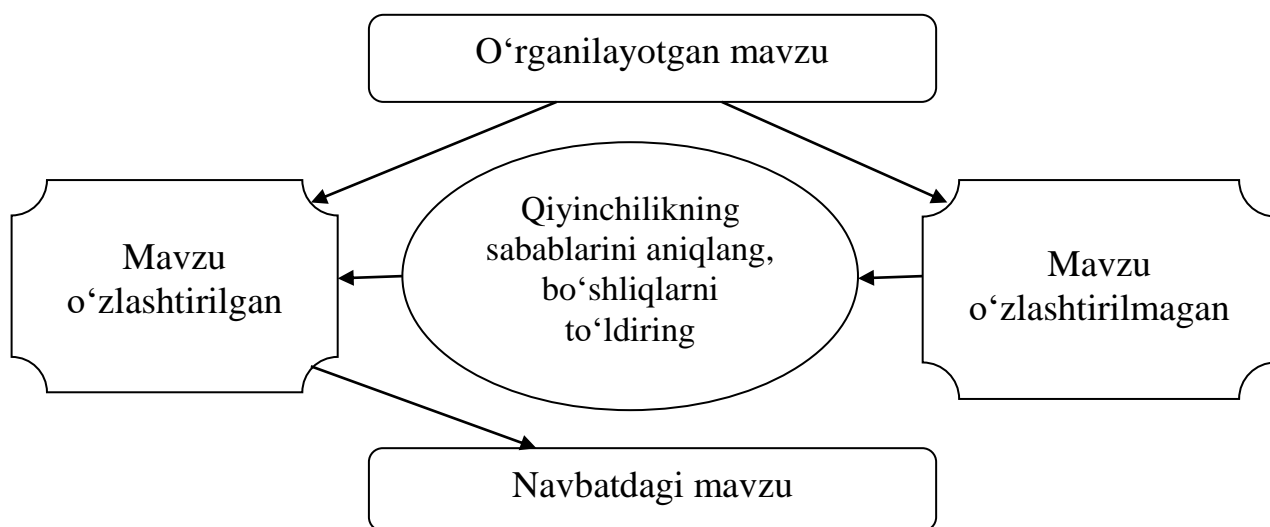 O‘rganilayotgan mavzu
Mavzu
o‘zlashtirilgan
Qiyinchilikning
sabablarini aniqlang,
bo‘shliqlarni
to‘ldiring
Mavzu
o‘zlashtirilmagan
Navbatdagi mavzu